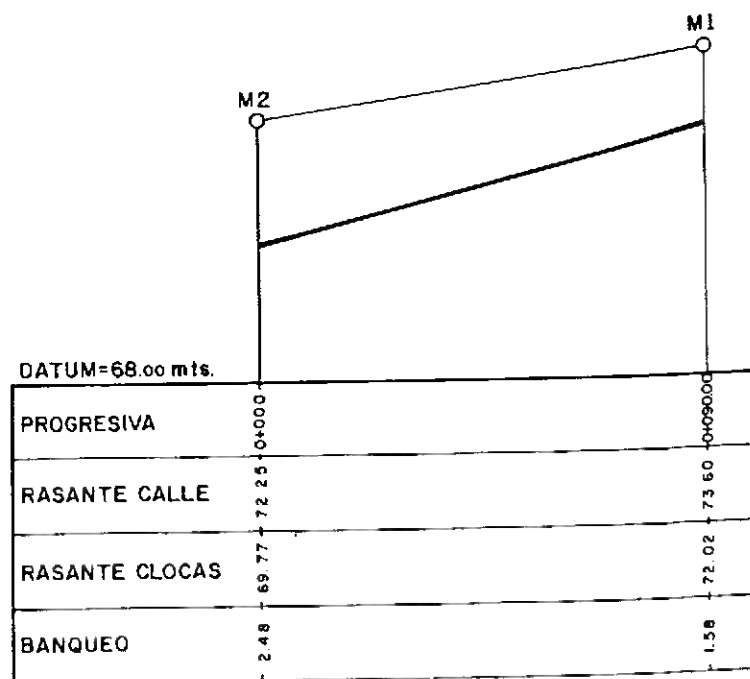 M1
M2
DATUM=68.00 mts.
PROGRESIVA 0+000 0+090.00
RASANTE CALLE 72.25 73.60
RASANTE CLOCAS 69.77 72.02
BANQUEO 2.48 1.58